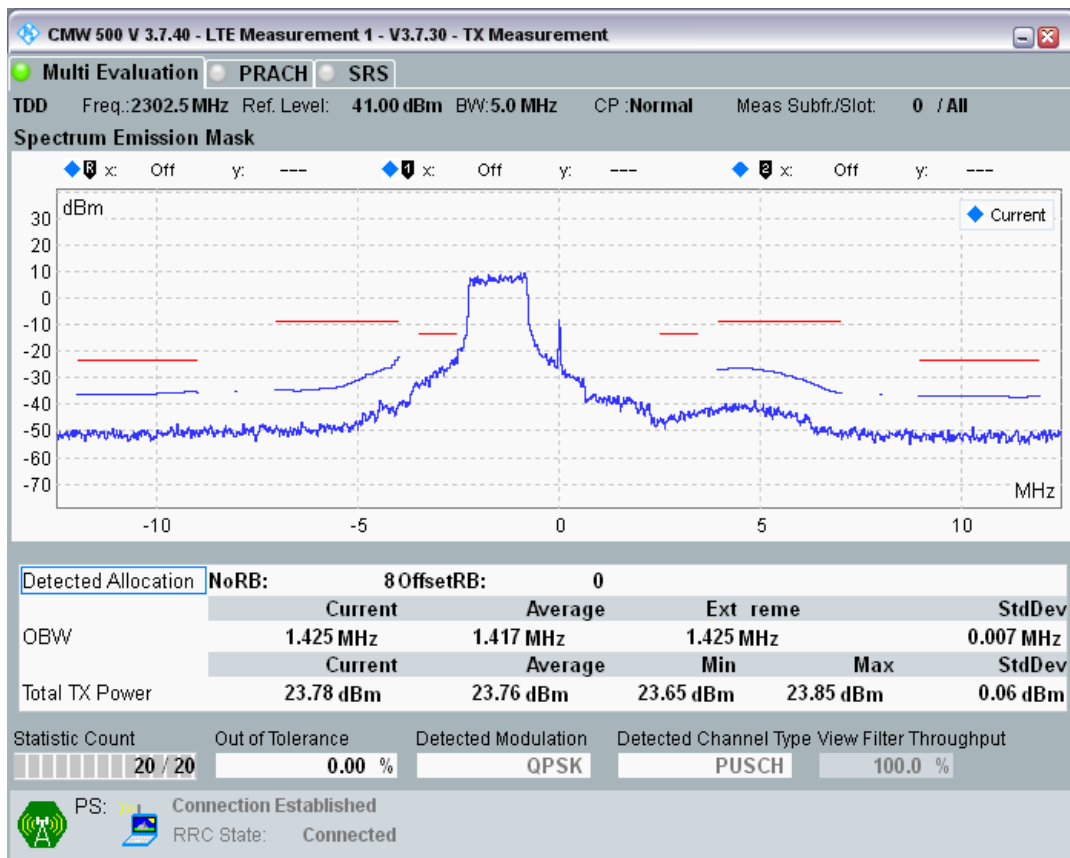 CMW 500 V 3.7.40 - LTE Measurement 1 - V3.7.30 - TX Measurement
Multi Evaluation PRACH SRS
TDD Freq.:2302.5 MHz Ref. Level: 41.00 dBm BW:5.0 MHz CP :Normal Meas Subfr./Slot: 0 / All
Spectrum Emission Mask
R x: Off y: --- 1 x: Off y: --- 2 x: Off y: ---
dBm
Current
30
20
10
0
-10
-20
-30
-40
-50
-60
-70
MHz
-10 -5 0 5 10
Detected Allocation NoRB: 8 OffsetRB: 0
Current Average Ext reme StdDev
OBW 1.425 MHz 1.417 MHz 1.425 MHz 0.007 MHz
Current Average Min Max StdDev
Total TX Power 23.78 dBm 23.76 dBm 23.65 dBm 23.85 dBm 0.06 dBm
Statistic Count Out of Tolerance Detected Modulation Detected Channel Type View Filter Throughput
20 / 20 0.00 % QPSK PUSCH 100.0 %
PS: Connection Established
RRC State: Connected